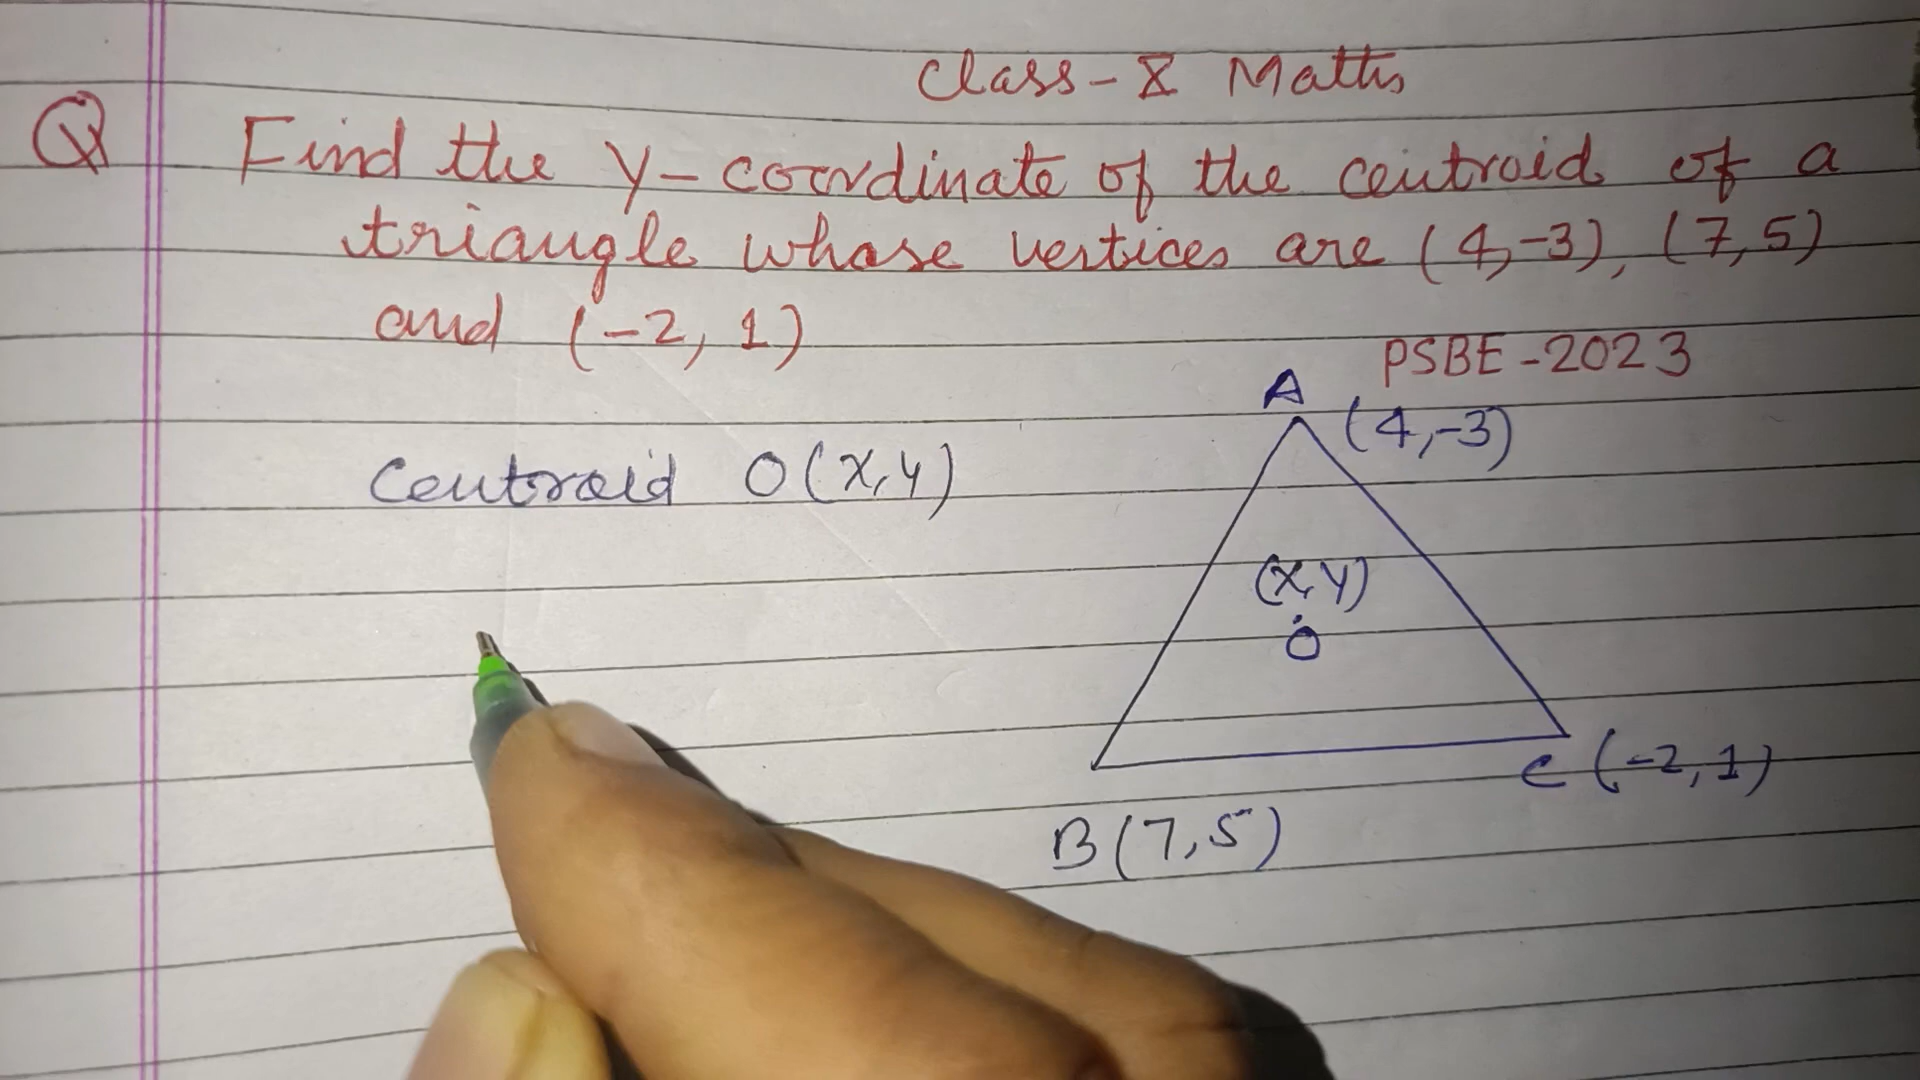 Class-X Maths
Q Find the y-coordinate of the centroid of a
triangle whose vertices are (4,-3), (7,5)
and (-2, 1)
PSBE-2023
A
(4,-3)
Centroid O(x,y)
(x,y)
O
C (-2,1)
B(7,5)